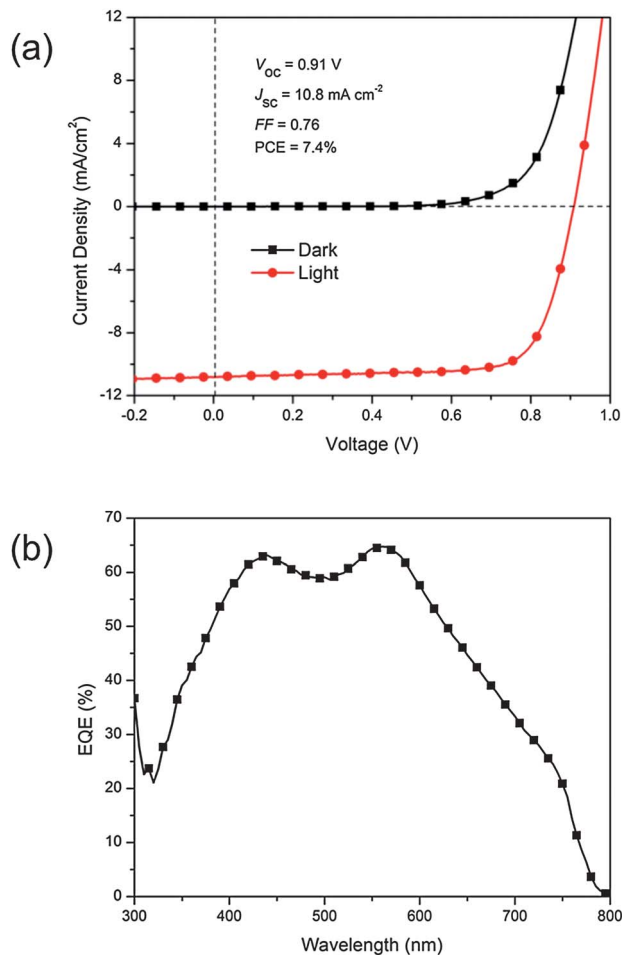 (a)
12
8
4
0
-4
-8
-12
Current Density (mA/cm²)
V_OC = 0.91 V
J_SC = 10.8 mA cm⁻²
FF = 0.76
PCE = 7.4%
Dark
Light
-0.2 0.0 0.2 0.4 0.6 0.8 1.0
Voltage (V)
(b)
70
60
50
40
30
20
10
0
EQE (%)
300 400 500 600 700 800
Wavelength (nm)